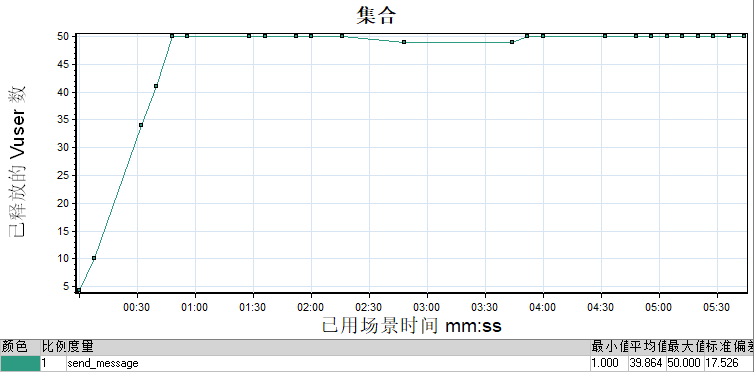 集合
50
45
40
35
30
25
20
15
10
5
已释放的 Vuser 数
00:30 01:00 01:30 02:00 02:30 03:00 03:30 04:00 04:30 05:00 05:30
已用场景时间 mm:ss
颜色 比例 度量 最小值 平均值 最大值 标准偏差
1 send_message 1.000 39.864 50.000 17.526